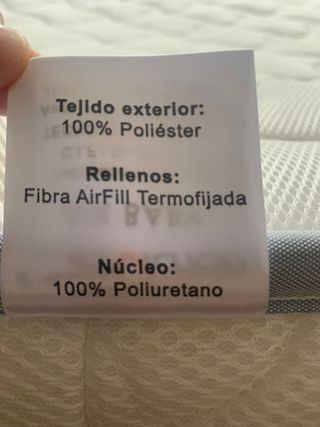 Tejido exterior:
100% Poliéster
Rellenos:
Fibra AirFill Termofijada
Núcleo:
100% Poliuretano